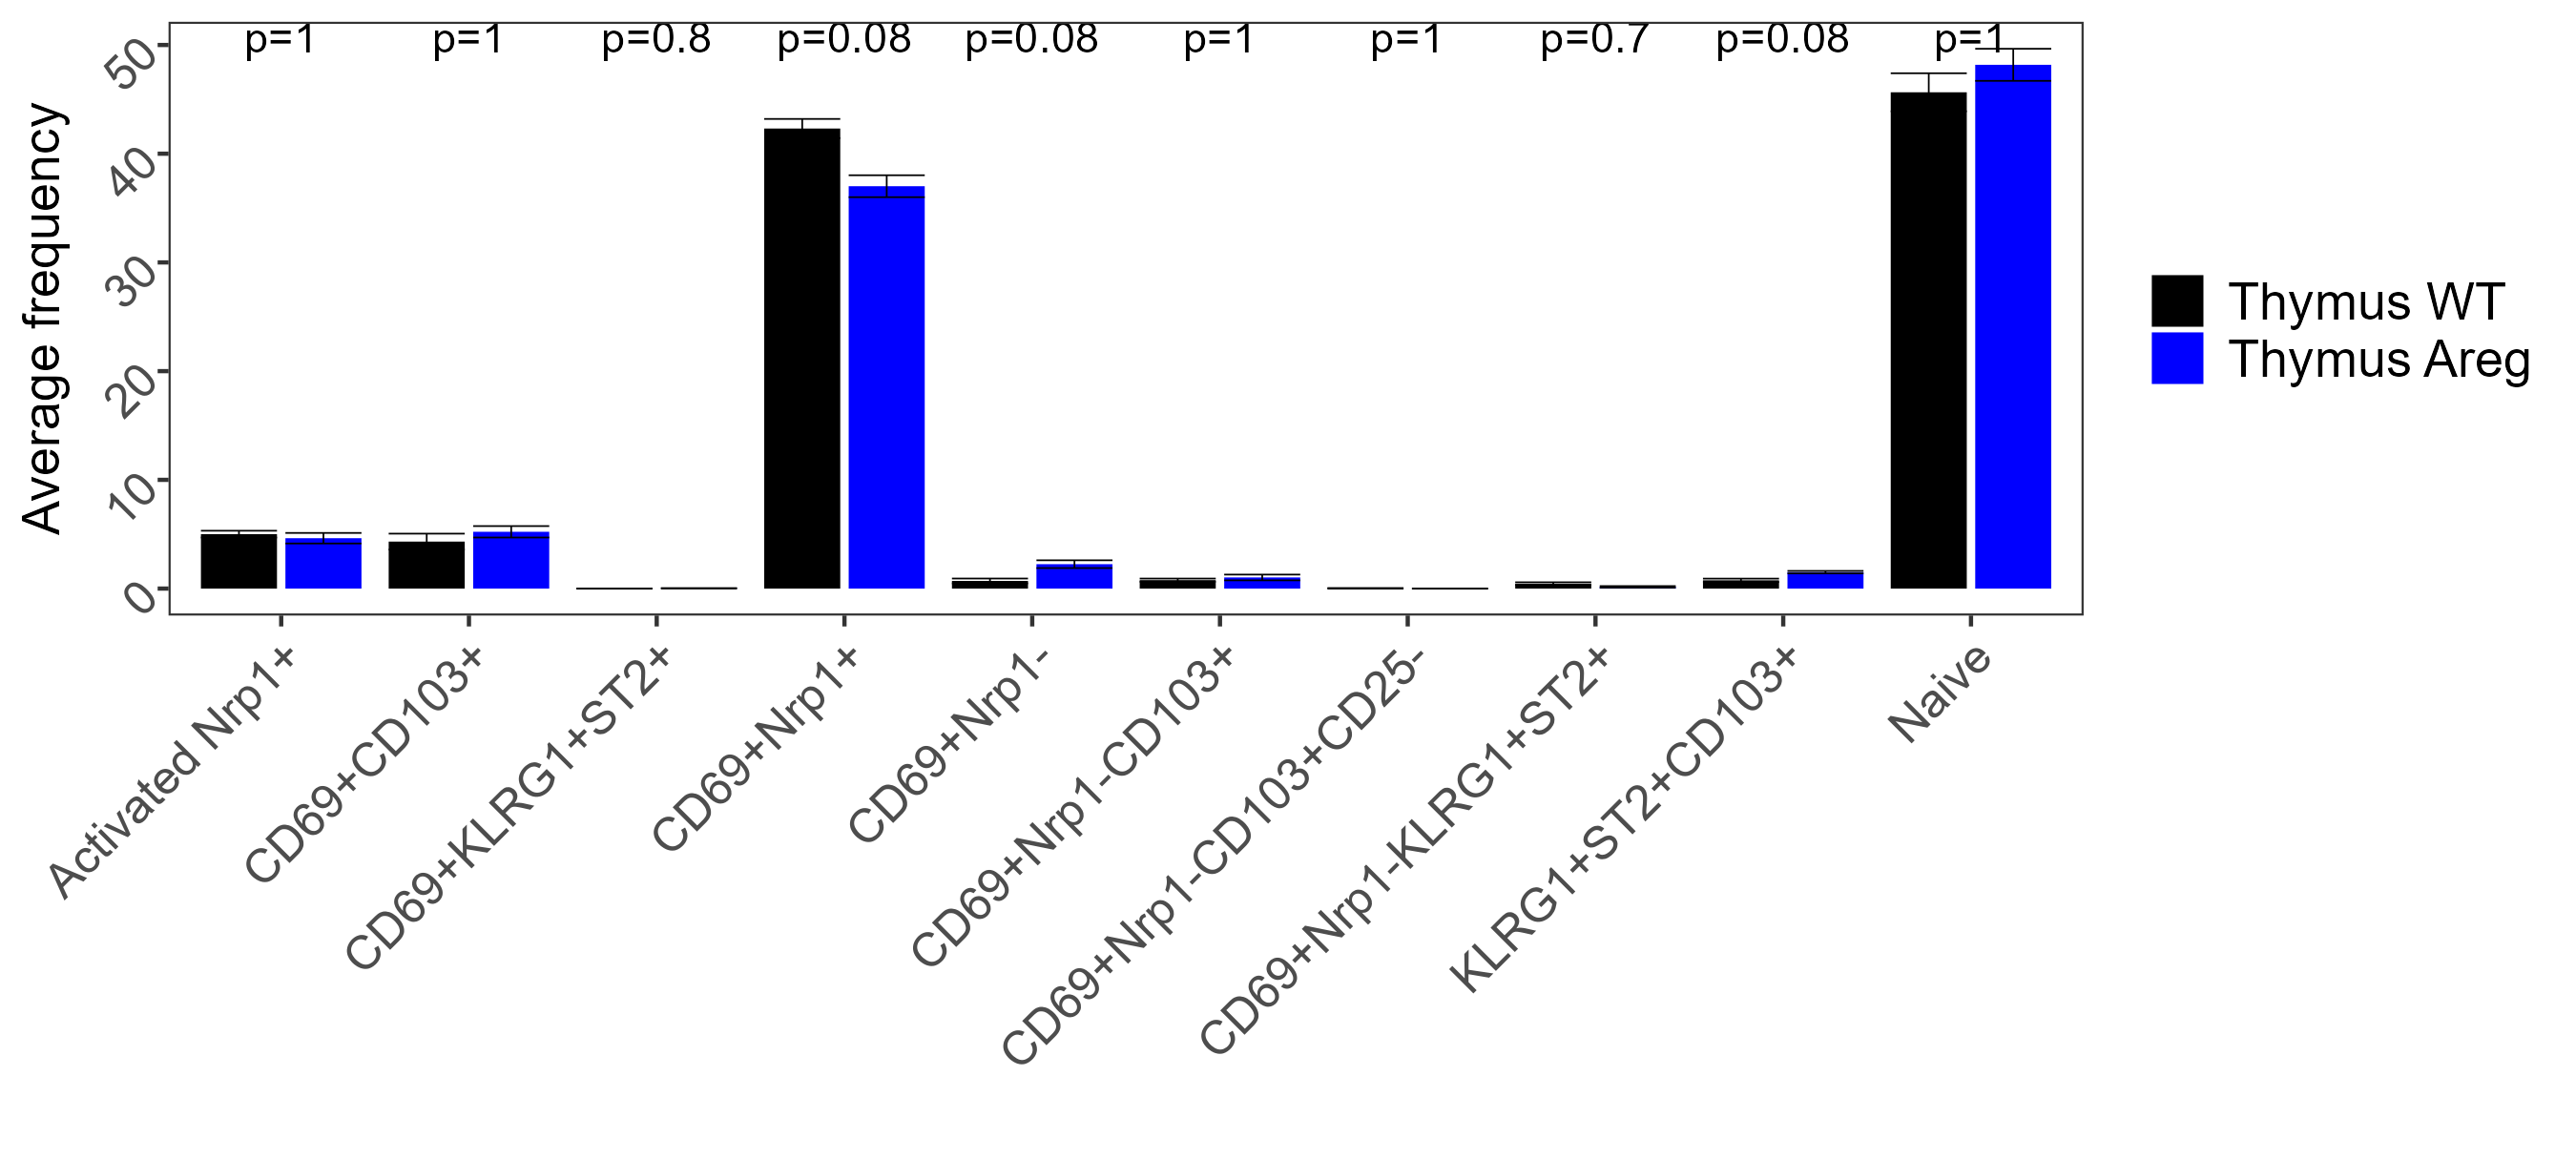 p=1
p=1
p=0.8
p=0.08
p=0.08
p=1
p=1
p=0.7
p=0.08
p=1
Average frequency
50
40
30
20
10
0
Thymus WT
Thymus Areg
Activated Nrp1+
CD69+CD103+
CD69+KLRG1+ST2+
CD69+Nrp1+
CD69+Nrp1-
CD69+Nrp1-CD103+
CD69+Nrp1-CD103+CD25-
CD69+Nrp1-KLRG1+ST2+
KLRG1+ST2+CD103+
Naive